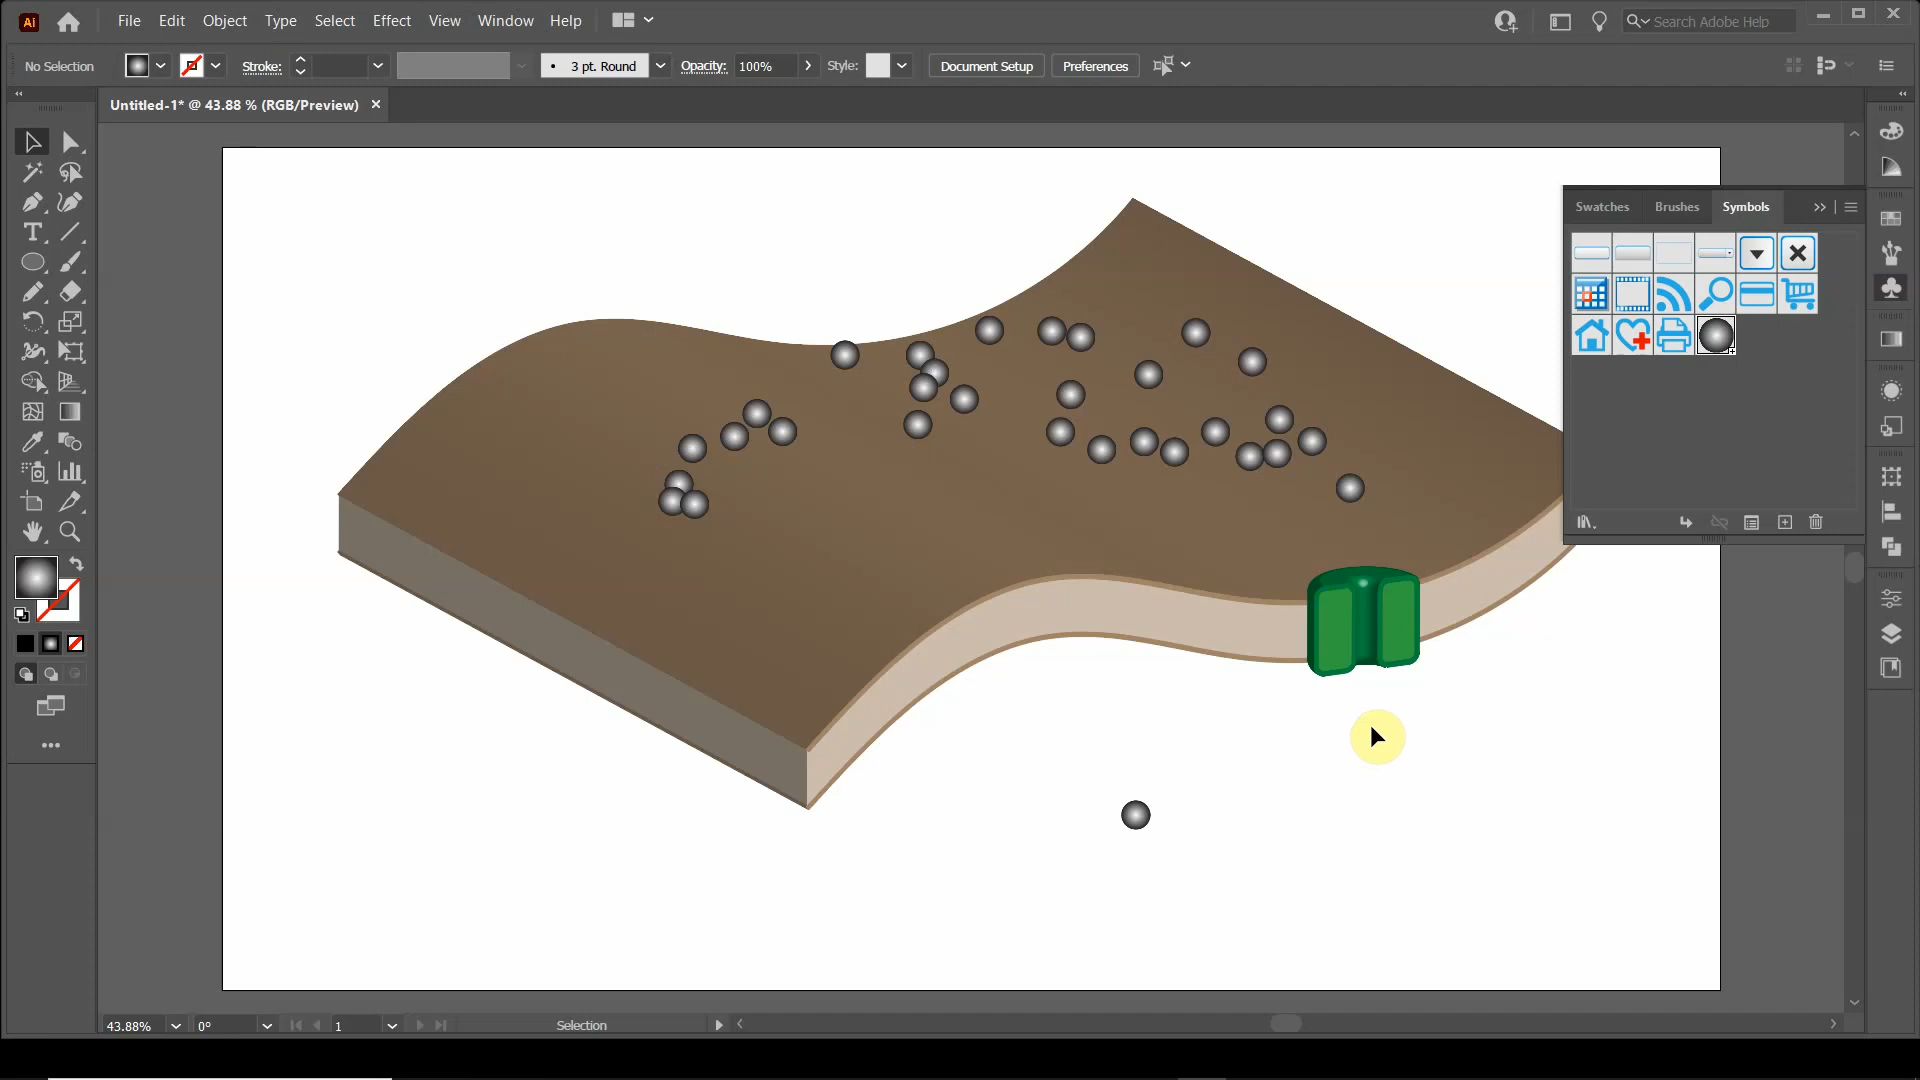 Ai File Edit Object Type Select Effect View Window Help Search Adobe Help
No Selection Stroke: 3 pt. Round Opacity: 100% Style: Document Setup Preferences
Untitled-1* @ 43.88 % (RGB/Preview)
Swatches Brushes Symbols
T
43.88% 0° 1 Selection